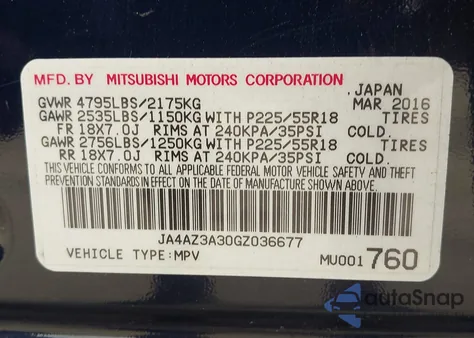 MFD. BY MITSUBISHI MOTORS CORPORATION
JAPAN
GVWR 4795LBS/2175KG MAR 2016
GAWR 2535LBS/1150KG WITH P225/55R18 TIRES
FR 18X7.0J RIMS AT 240KPA/35PSI COLD.
GAWR 2756LBS/1250KG WITH P225/55R18 TIRES
RR 18X7.0J RIMS AT 240KPA/35PSI COLD.
THIS VEHICLE CONFORMS TO ALL APPLICABLE FEDERAL MOTOR VEHICLE SAFETY AND THEFT
PREVENTION STANDARDS IN EFFECT ON THE DATE OF MANUFACTURE SHOWN ABOVE.
JA4AZ3A30GZ036677
VEHICLE TYPE:MPV MU001760
autoSnap